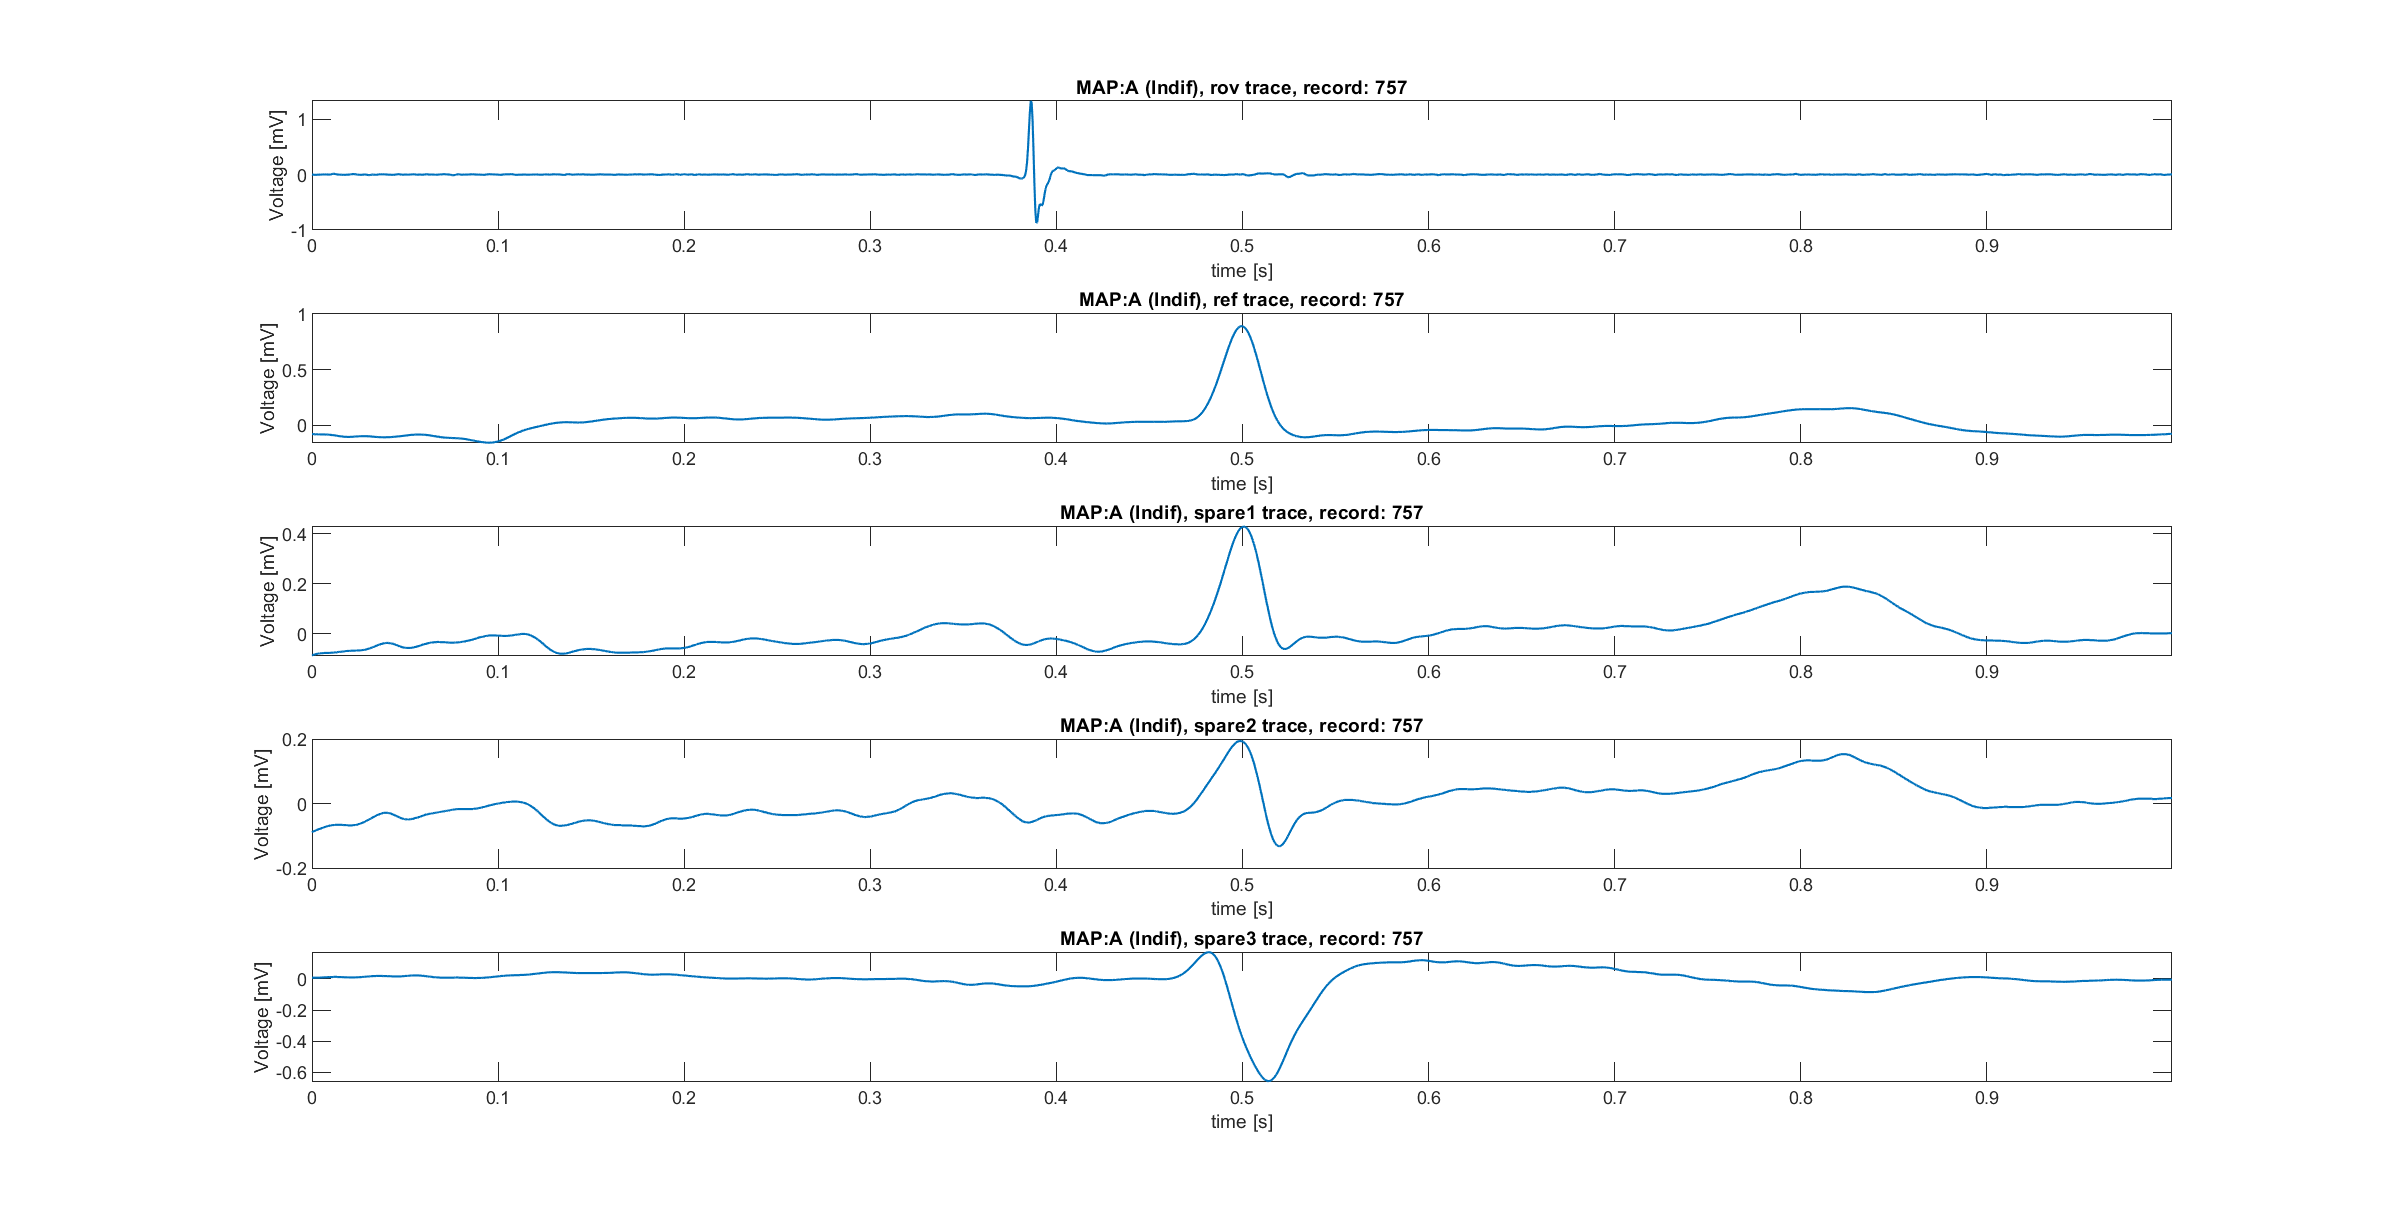 MAP:A (Indif), rov trace, record: 757
Voltage [mV]
1
0
-1
0 0.1 0.2 0.3 0.4 0.5 0.6 0.7 0.8 0.9
time [s]
MAP:A (Indif), ref trace, record: 757
Voltage [mV]
1
0.5
0
0 0.1 0.2 0.3 0.4 0.5 0.6 0.7 0.8 0.9
time [s]
MAP:A (Indif), spare1 trace, record: 757
Voltage [mV]
0.4
0.2
0
0 0.1 0.2 0.3 0.4 0.5 0.6 0.7 0.8 0.9
time [s]
MAP:A (Indif), spare2 trace, record: 757
Voltage [mV]
0.2
0
-0.2
0 0.1 0.2 0.3 0.4 0.5 0.6 0.7 0.8 0.9
time [s]
MAP:A (Indif), spare3 trace, record: 757
Voltage [mV]
0
-0.2
-0.4
-0.6
0 0.1 0.2 0.3 0.4 0.5 0.6 0.7 0.8 0.9
time [s]